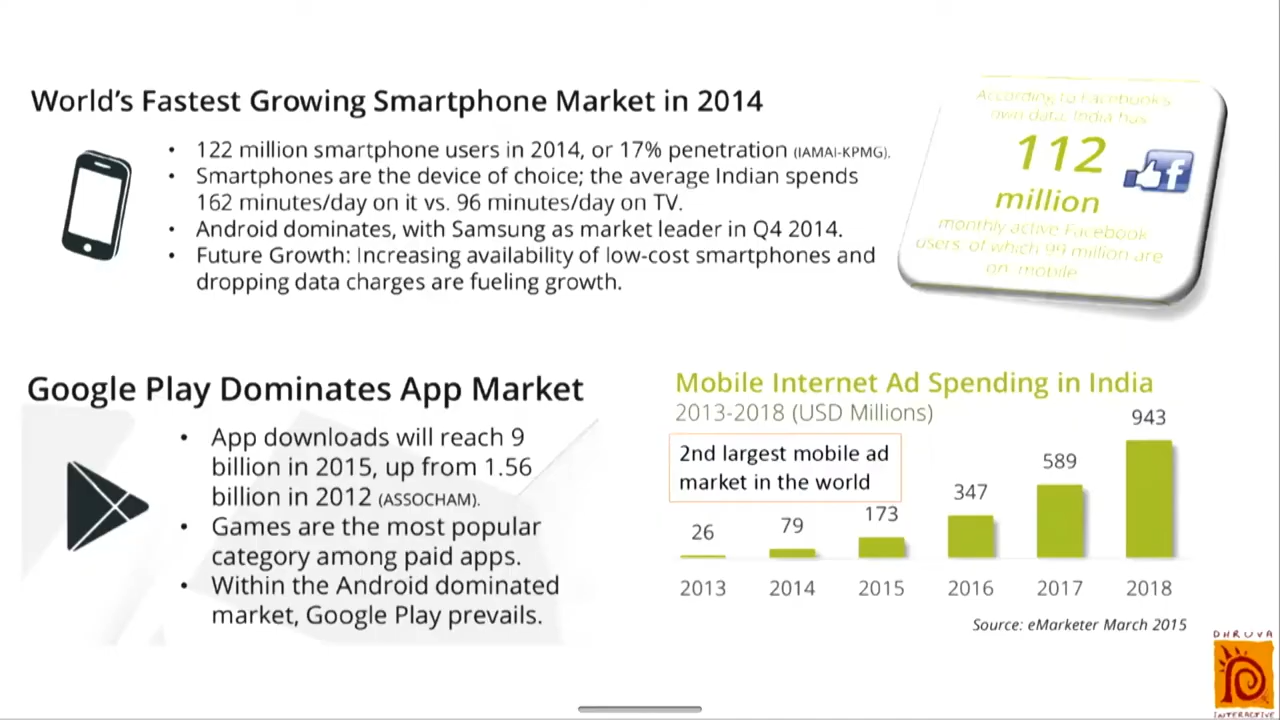 World's Fastest Growing Smartphone Market in 2014
• 122 million smartphone users in 2014, or 17% penetration (IAMAI-KPMG).
• Smartphones are the device of choice; the average Indian spends
162 minutes/day on it vs. 96 minutes/day on TV.
• Android dominates, with Samsung as market leader in Q4 2014.
• Future Growth: Increasing availability of low-cost smartphones and
dropping data charges are fueling growth.
According to Facebook's
own data, India has
112
million
monthly active Facebook
users, of which 99 million are
on mobile
f
Google Play Dominates App Market
• App downloads will reach 9
billion in 2015, up from 1.56
billion in 2012 (ASSOCHAM).
• Games are the most popular
category among paid apps.
• Within the Android dominated
market, Google Play prevails.
Mobile Internet Ad Spending in India
2013-2018 (USD Millions)
2nd largest mobile ad
market in the world
26 79 173 347 589 943
2013 2014 2015 2016 2017 2018
Source: eMarketer March 2015
DHRUVA
INTERACTIVE